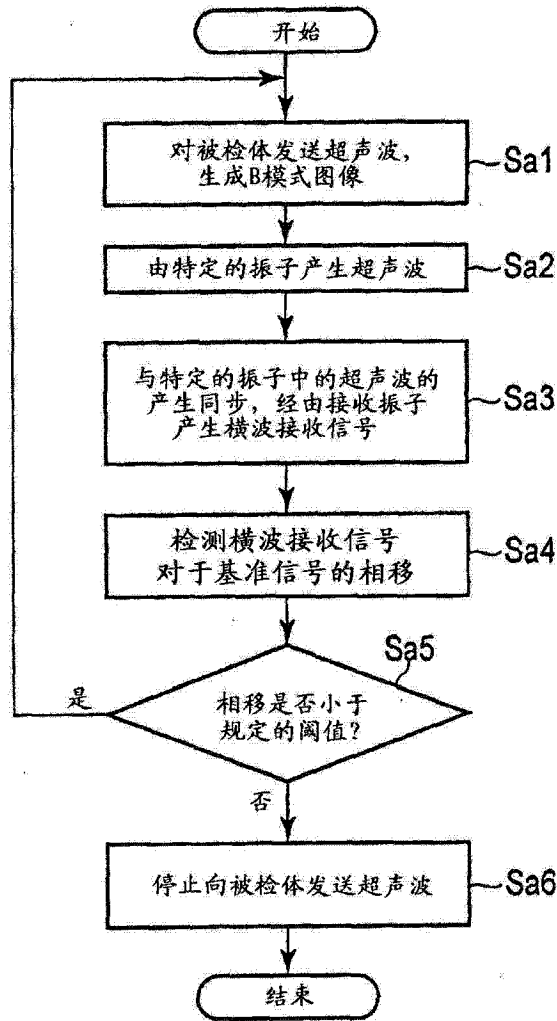 开始
对被检体发送超声波，
生成B模式图像
Sa1
由特定的振子产生超声波
Sa2
与特定的振子中的超声波的
产生同步，经由接收振子
产生横波接收信号
Sa3
检测横波接收信号
对于基准信号的相移
Sa4
Sa5
是
相移是否小于
规定的阈值？
否
停止向被检体发送超声波
Sa6
结束